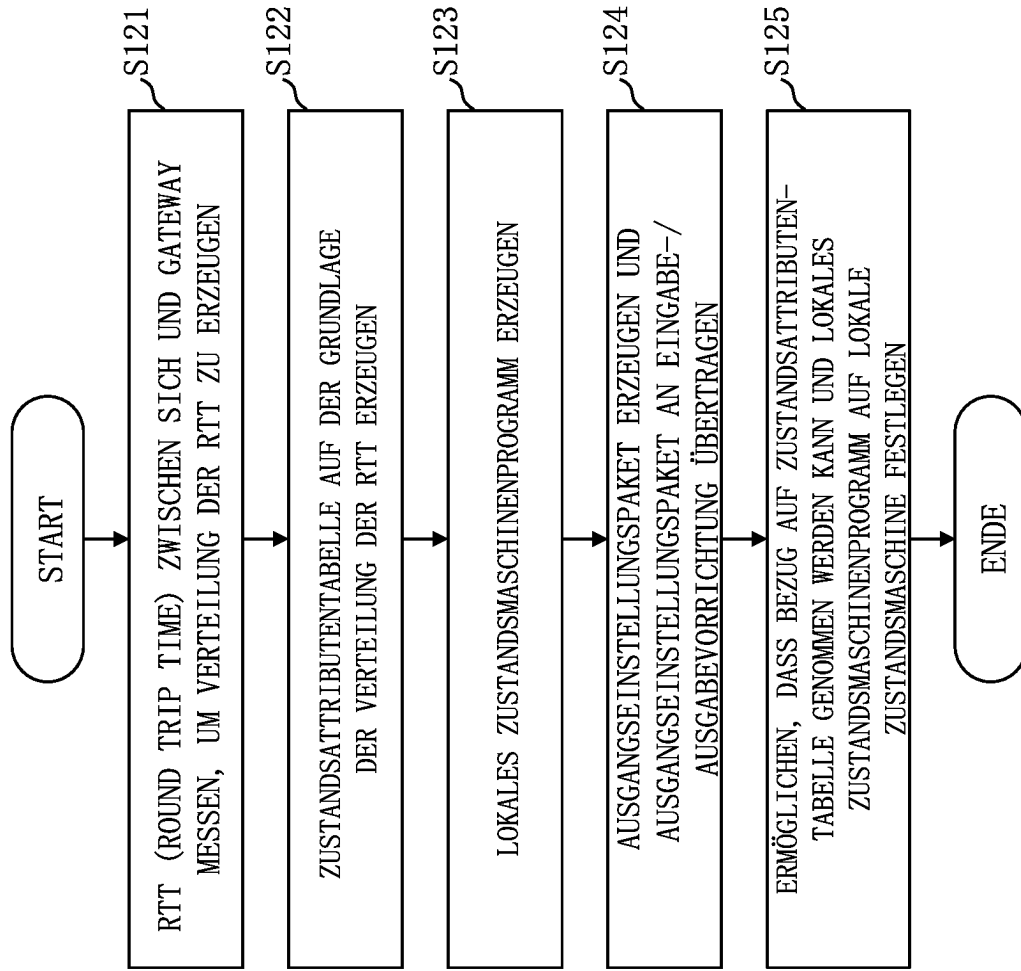 START
S121
RTT (ROUND TRIP TIME) ZWISCHEN SICH UND GATEWAY
MESSEN, UM VERTEILUNG DER RTT ZU ERZEUGEN
S122
ZUSTANDSATTRIBUTENTABELLE AUF DER GRUNDLAGE
DER VERTEILUNG DER RTT ERZEUGEN
S123
LOKALES ZUSTANDSMASCHINENPROGRAMM ERZEUGEN
S124
AUSGANGSEINSTELLUNGSPAKET ERZEUGEN UND
AUSGANGSEINSTELLUNGSPAKET AN EINGABE-/
AUSGABEVORRICHTUNG ÜBERTRAGEN
S125
ERMÖGLICHEN, DASS BEZUG AUF ZUSTANDSATTRIBUTEN-
TABELLE GENOMMEN WERDEN KANN UND LOKALES
ZUSTANDSMASCHINENPROGRAMM AUF LOKALE
ZUSTANDSMASCHINE FESTLEGEN
ENDE